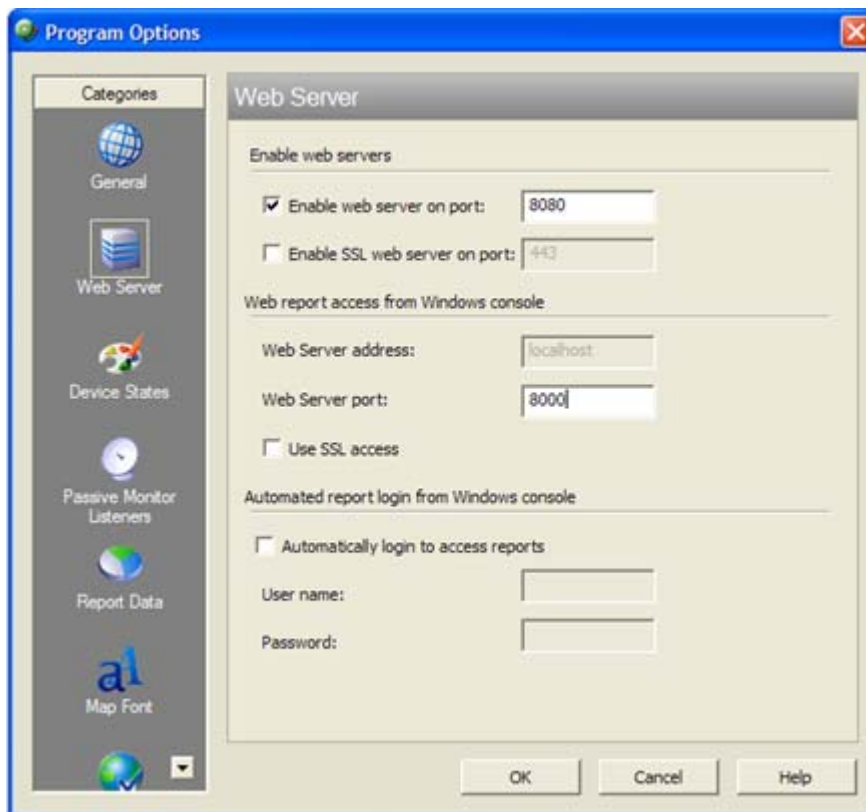 Program Options
Categories
General
Web Server
Device States
Passive Monitor
Listeners
Report Data
Map Font
Web Server
Enable web servers
Enable web server on port: 8080
Enable SSL web server on port: 443
Web report access from Windows console
Web Server address: localhost
Web Server port: 8000
Use SSL access
Automated report login from Windows console
Automatically login to access reports
User name:
Password:
OK Cancel Help